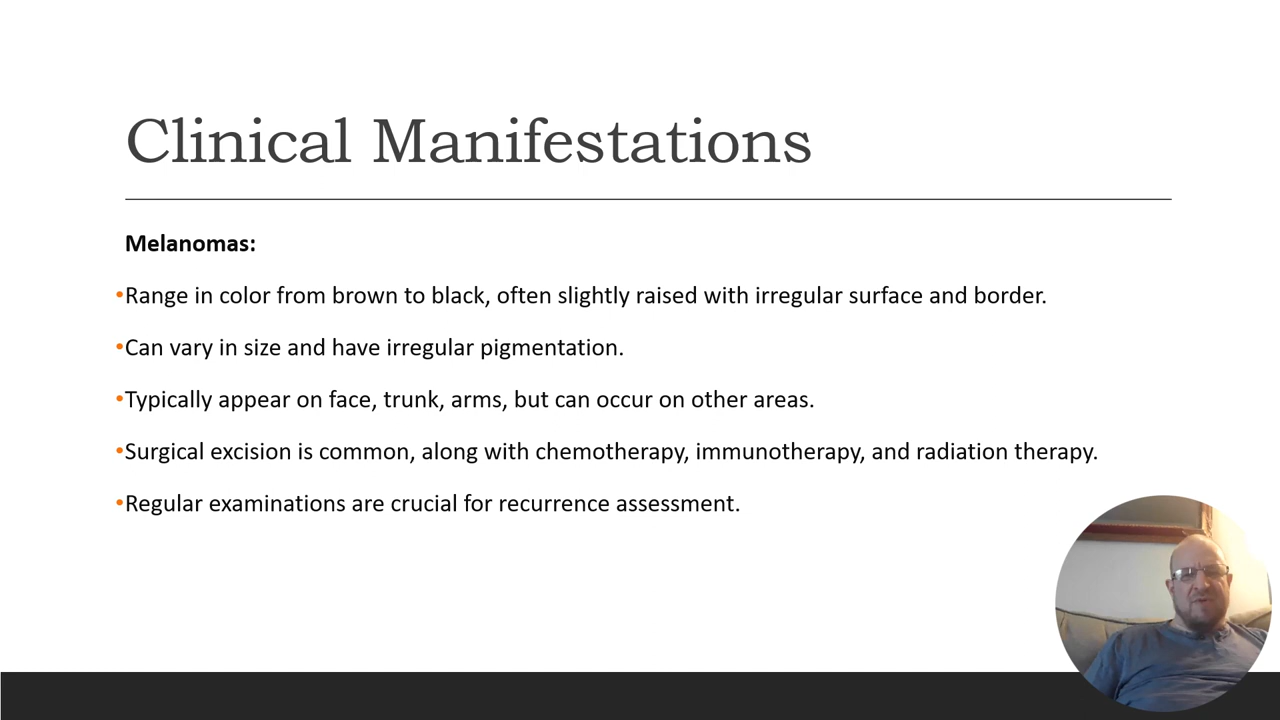 Clinical Manifestations
Melanomas:
•Range in color from brown to black, often slightly raised with irregular surface and border.
•Can vary in size and have irregular pigmentation.
•Typically appear on face, trunk, arms, but can occur on other areas.
•Surgical excision is common, along with chemotherapy, immunotherapy, and radiation therapy.
•Regular examinations are crucial for recurrence assessment.